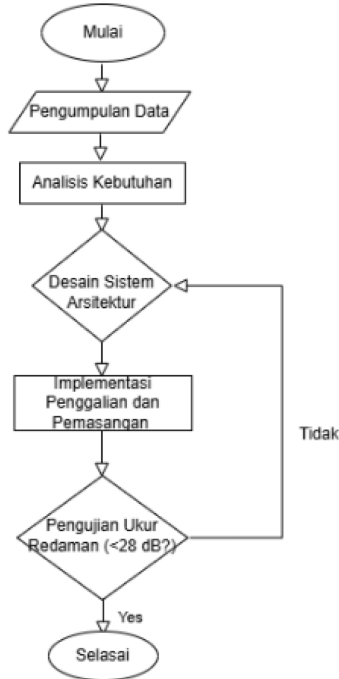 Mulai
Pengumpulan Data
Analisis Kebutuhan
Desain Sistem
Arsitektur
Implementasi
Penggalian dan
Pemasangan
Tidak
Pengujian Ukur
Redaman (<28 dB?)
Yes
Selasai